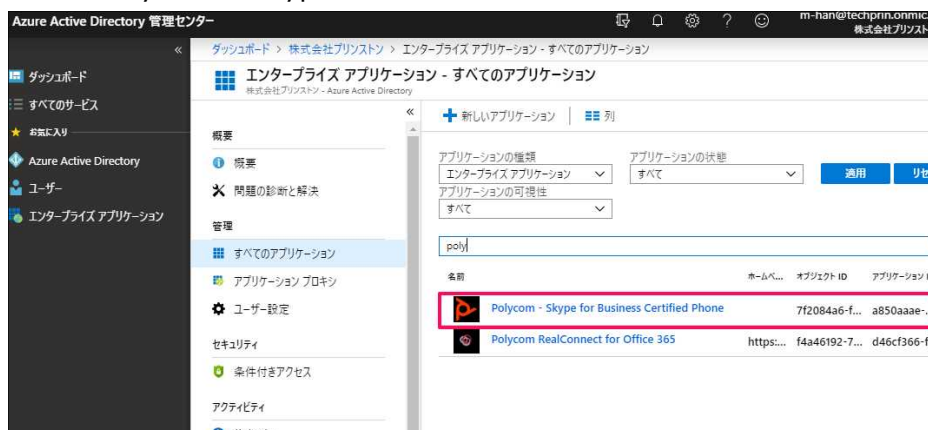 Azure Active Directory 管理センター
m-han@techprin.onmic
株式会社プリンスト
ダッシュボード > 株式会社プリンストン > エンタープライズ アプリケーション - すべてのアプリケーション
エンタープライズ アプリケーション - すべてのアプリケーション
株式会社プリンストン - Azure Active Directory
ダッシュボード
すべてのサービス
お気に入り
Azure Active Directory
ユーザー
エンタープライズ アプリケーション
概要
概要
問題の診断と解決
管理
すべてのアプリケーション
アプリケーション プロキシ
ユーザー設定
セキュリティ
条件付きアクセス
アクティビティ
新しいアプリケーション
列
アプリケーションの種類
アプリケーションの状態
エンタープライズ アプリケーション
すべて
適用
リセ
アプリケーションの可視性
すべて
poly
名前 ホームペ... オブジェクト ID アプリケーション
Polycom - Skype for Business Certified Phone 7f2084a6-f... a850aaae-..
Polycom RealConnect for Office 365 https:... f4a46192-7... d46cf366-f